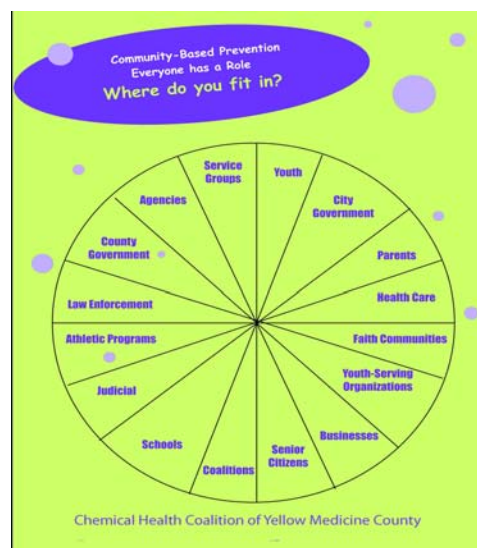 Community-Based Prevention
Everyone has a Role
Where do you fit in?
Service
Groups
Youth
Agencies
City
Government
County
Government
Parents
Law Enforcement
Health Care
Athletic Programs
Faith Communities
Judicial
Youth-Serving
Organizations
Schools
Businesses
Coalitions
Senior
Citizens
Chemical Health Coalition of Yellow Medicine County